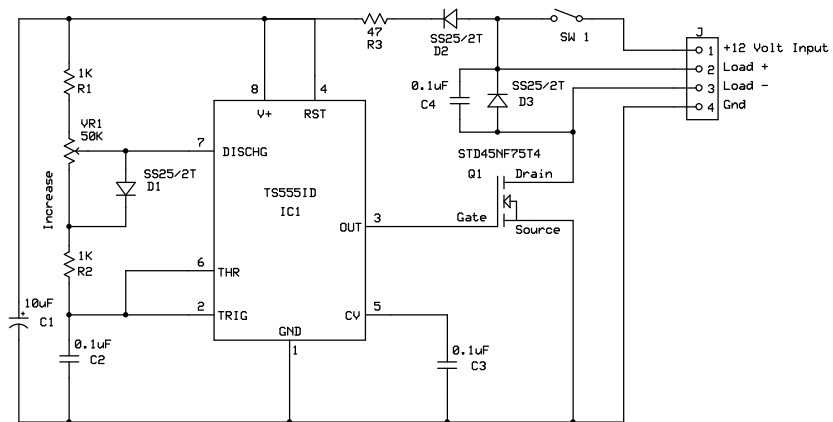 47
R3
SS25/2T
D2
SW 1
J
1 +12 Volt Input
2 Load +
3 Load -
4 Gnd
1K
R1
8
4
V+
RST
0.1uF
C4
SS25/2T
D3
VR1
50K
7
DISCHG
SS25/2T
D1
Increase
TS555ID
IC1
STD45NF75T4
Q1
Drain
Gate
Source
OUT
3
1K
R2
6
THR
10uF
+
C1
2
TRIG
CV
5
GND
1
0.1uF
C2
0.1uF
C3